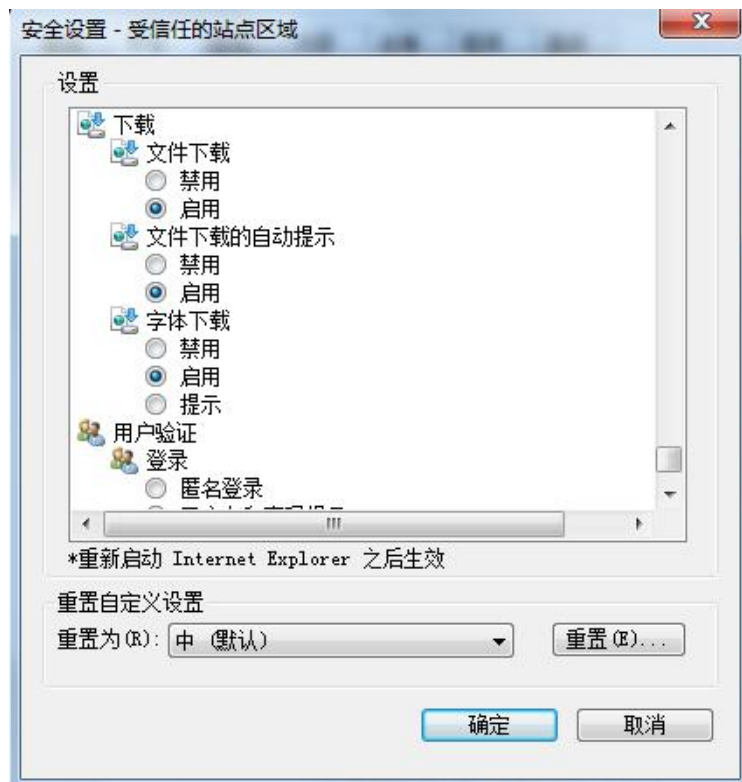 安全设置 - 受信任的站点区域
设置
下载
文件下载
禁用
启用
文件下载的自动提示
禁用
启用
字体下载
禁用
启用
提示
用户验证
登录
匿名登录
*重新启动 Internet Explorer 之后生效
重置自定义设置
重置为(R): 中 (默认) 重置(E)...
确定 取消